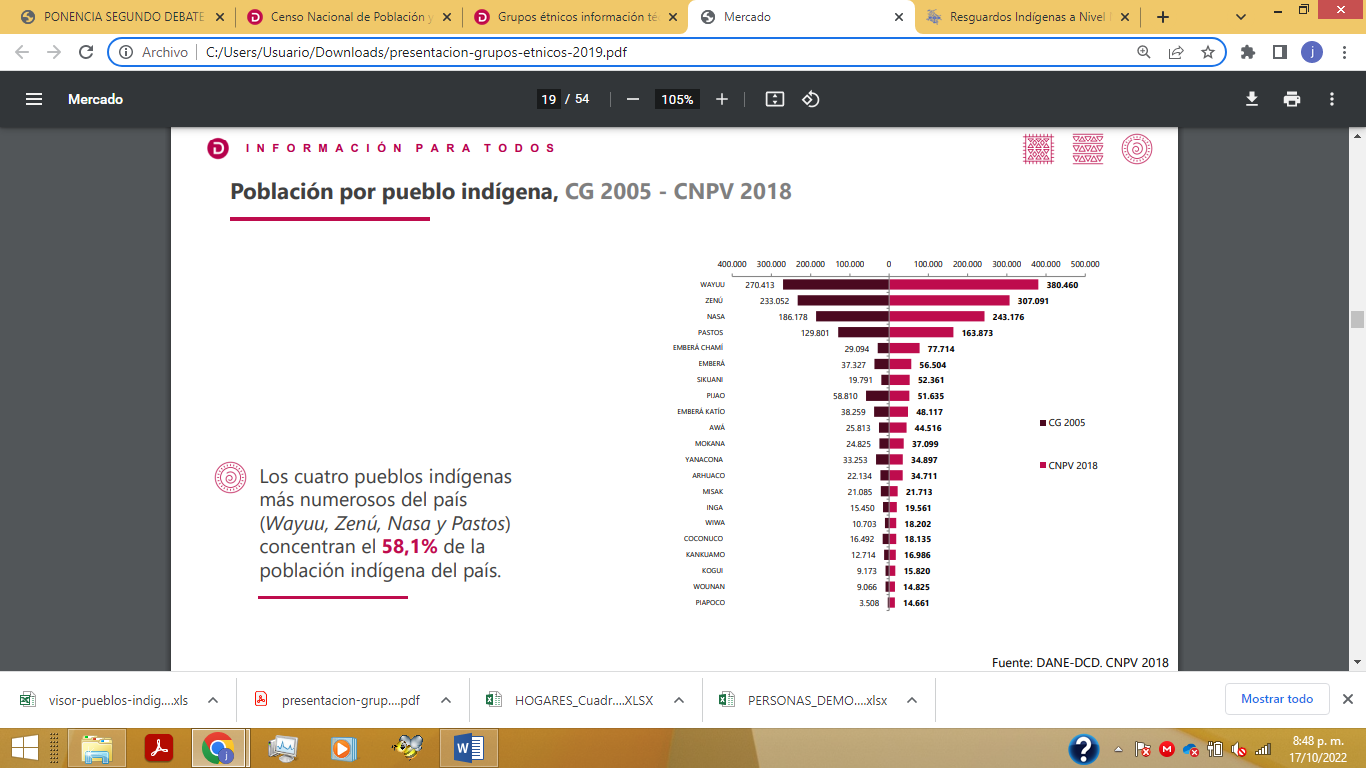 PONENCIA SEGUNDO DEBATE
Censo Nacional de Población y
Grupos étnicos información té
Mercado
Resguardos Indígenas a Nivel
Archivo
C:/Users/Usuario/Downloads/presentacion-grupos-etnicos-2019.pdf
j
Mercado
19 / 54
105%
D INFORMACIÓN PARA TODOS
Población por pueblo indígena, CG 2005 - CNPV 2018
400.000 300.000 200.000 100.000 0 100.000 200.000 300.000 400.000 500.000
WAYUU 270.413 380.460
ZENÚ 233.052 307.091
NASA 186.178 243.176
PASTOS 129.801 163.873
EMBERÁ CHAMÍ 29.094 77.714
EMBERÁ 37.327 56.504
SIKUANI 19.791 52.361
PIJAO 58.810 51.635
EMBERÁ KATÍO 38.259 48.117
AWÁ 25.813 44.516
MOKANA 24.825 37.099
YANACONA 33.253 34.897
ARHUACO 22.134 34.711
MISAK 21.085 21.713
INGA 15.450 19.561
WIWA 10.703 18.202
COCONUCO 16.492 18.135
KANKUAMO 12.714 16.986
KOGUI 9.173 15.820
WOUNAN 9.066 14.825
PIAPOCO 3.508 14.661
CG 2005
CNPV 2018
Los cuatro pueblos indígenas
más numerosos del país
(Wayuu, Zenú, Nasa y Pastos)
concentran el 58,1% de la
población indígena del país.
Fuente: DANE-DCD. CNPV 2018
visor-pueblos-indig....xls
presentacion-grup....pdf
HOGARES_Cuadr....XLSX
PERSONAS_DEMO....xlsx
Mostrar todo
8:48 p. m.
17/10/2022